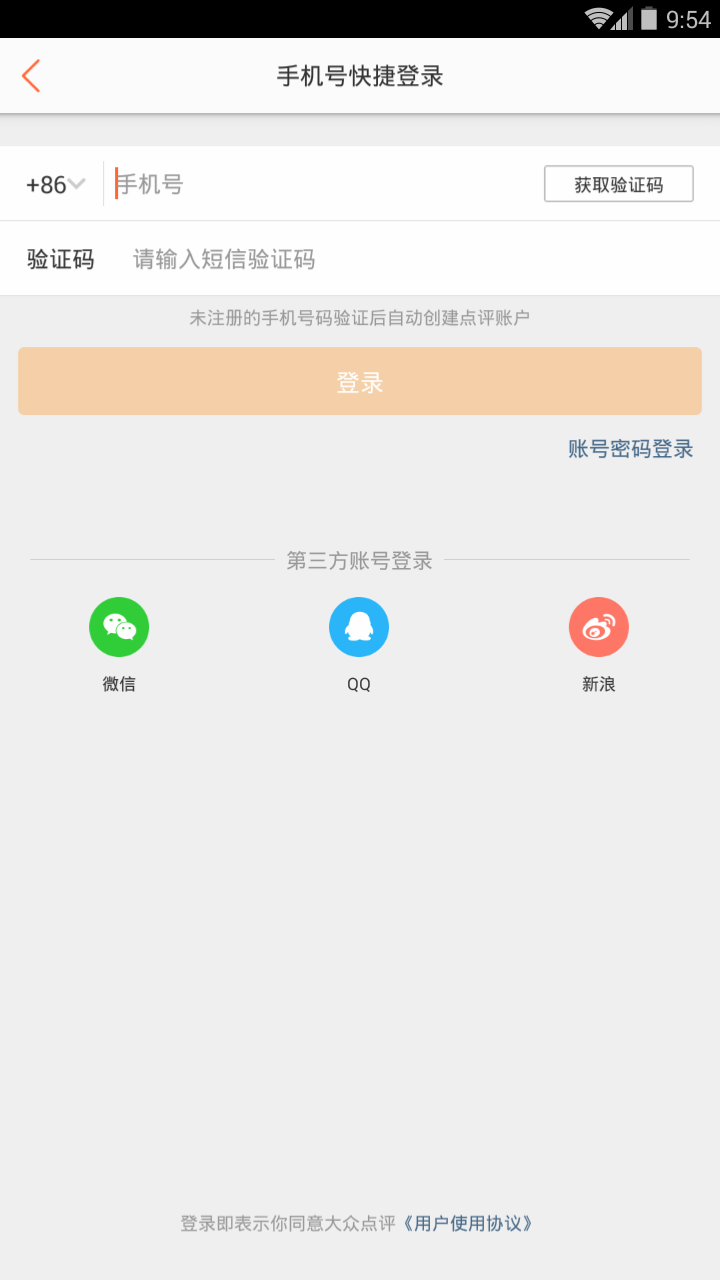 9:54
手机号快捷登录
+86 手机号 获取验证码
验证码 请输入短信验证码
未注册的手机号码验证后自动创建点评账户
登录
账号密码登录
第三方账号登录
微信 QQ 新浪
登录即表示你同意大众点评《用户使用协议》